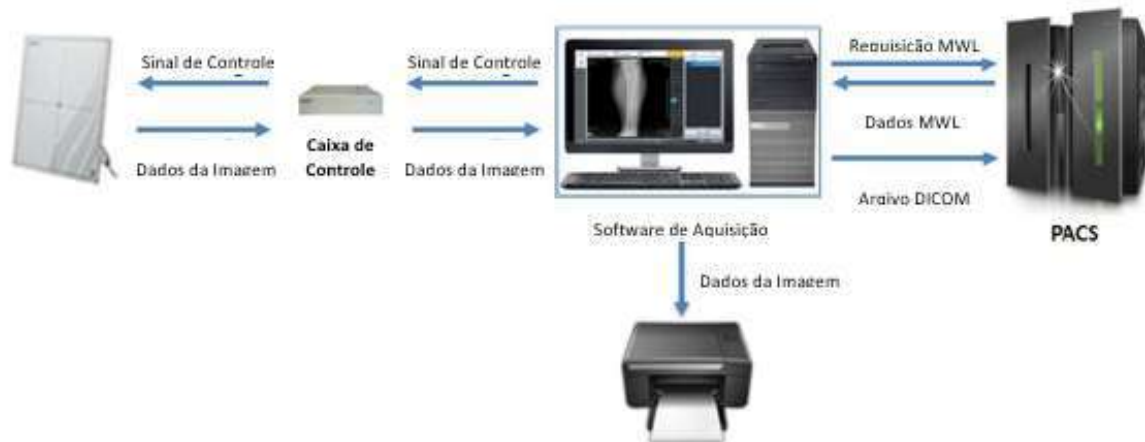 Sinal de Controle
Sinal de Controle
Requisição MWL
Caixa de
Controle
Dados da Imagem
Dados da Imagem
Dados MWL
Arqivo DICOM
PACS
Software de Aquisição
Dados da Imagem